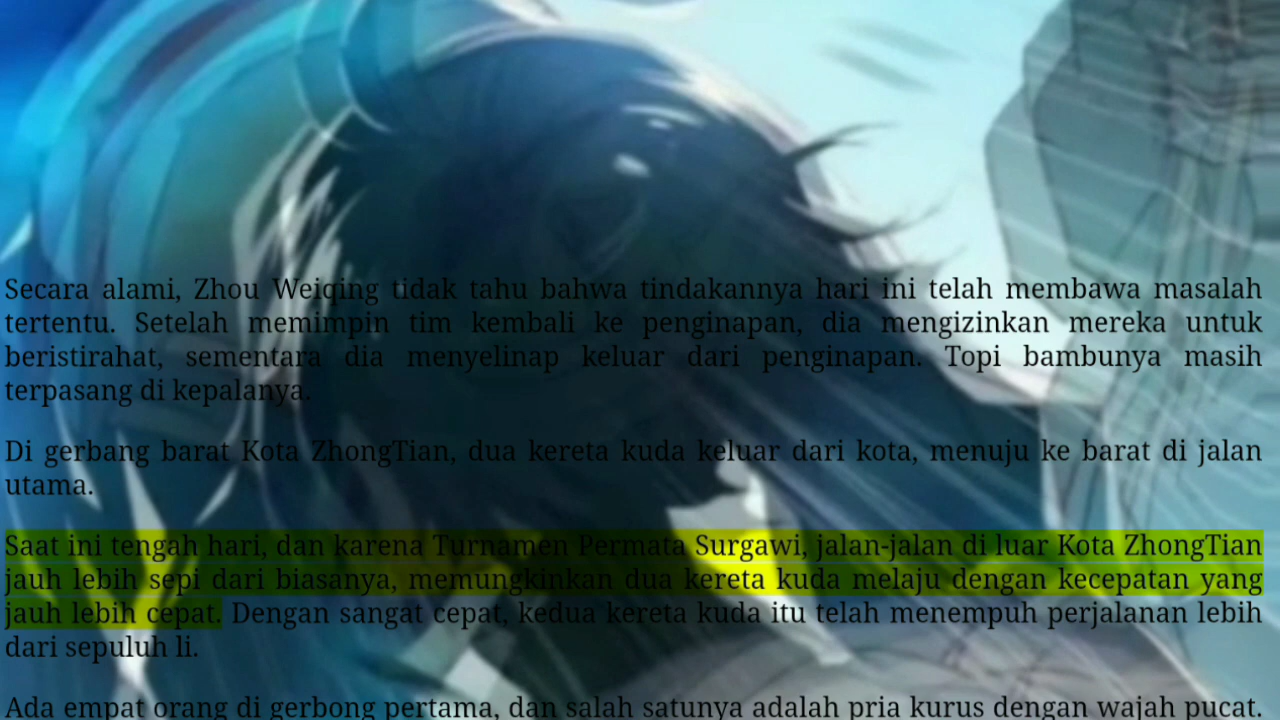 Secara alami, Zhou Weiqing tidak tahu bahwa tindakannya hari ini telah membawa masalah
tertentu. Setelah memimpin tim kembali ke penginapan, dia mengizinkan mereka untuk
beristirahat, sementara dia menyelinap keluar dari penginapan. Topi bambunya masih
terpasang di kepalanya.
Di gerbang barat Kota ZhongTian, dua kereta kuda keluar dari kota, menuju ke barat di jalan
utama.
Saat ini tengah hari, dan karena Turnamen Permata Surgawi, jalan-jalan di luar Kota ZhongTian
jauh lebih sepi dari biasanya, memungkinkan dua kereta kuda melaju dengan kecepatan yang
jauh lebih cepat. Dengan sangat cepat, kedua kereta kuda itu telah menempuh perjalanan lebih
dari sepuluh li.
Ada empat orang di gerbong pertama, dan salah satunya adalah pria kurus dengan wajah pucat.